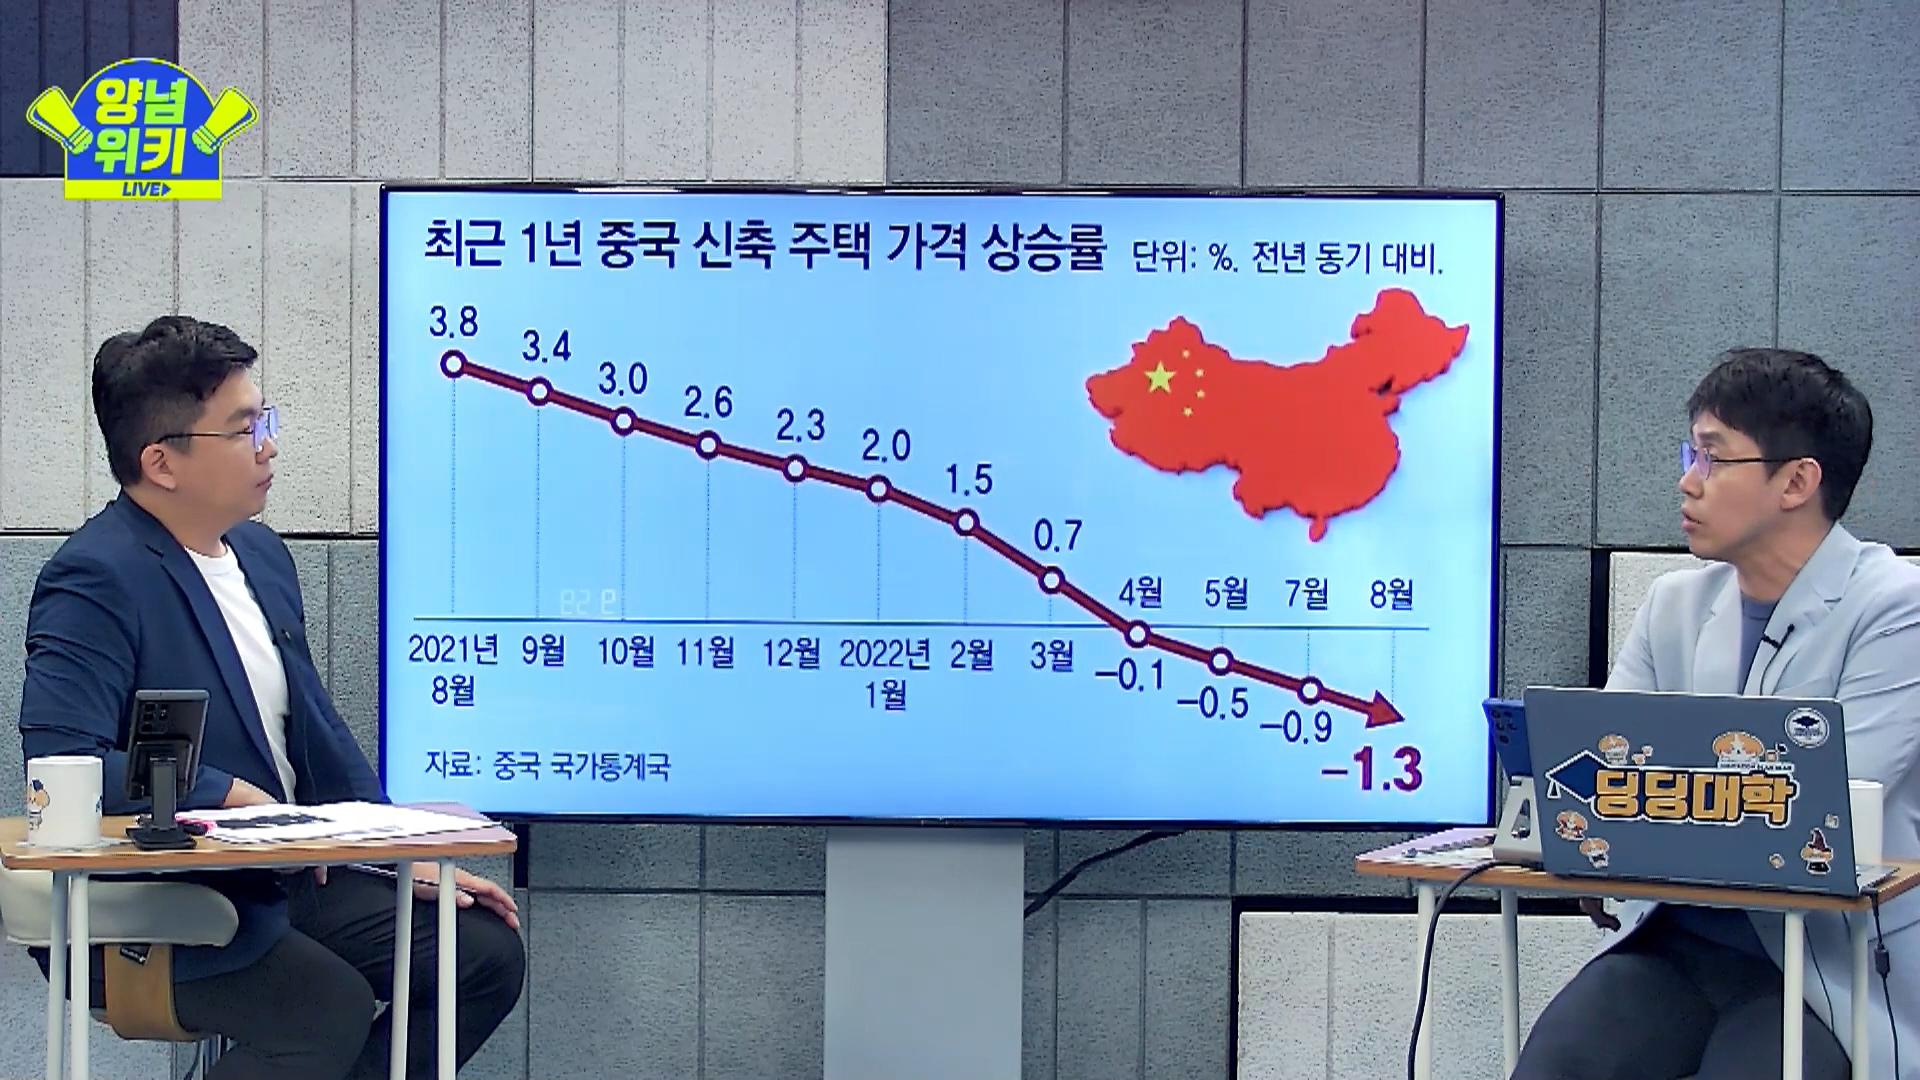 양념
위키
LIVE
최근 1년 중국 신축 주택 가격 상승률 단위: %. 전년 동기 대비.
3.8
3.4
3.0
2.6
2.3
2.0
1.5
0.7
4월 5월 7월 8월
2021년 9월 10월 11월 12월 2022년 2월 3월
8월 1월
-0.1
-0.5
-0.9
-1.3
자료: 중국 국가통계국
딩딩대학